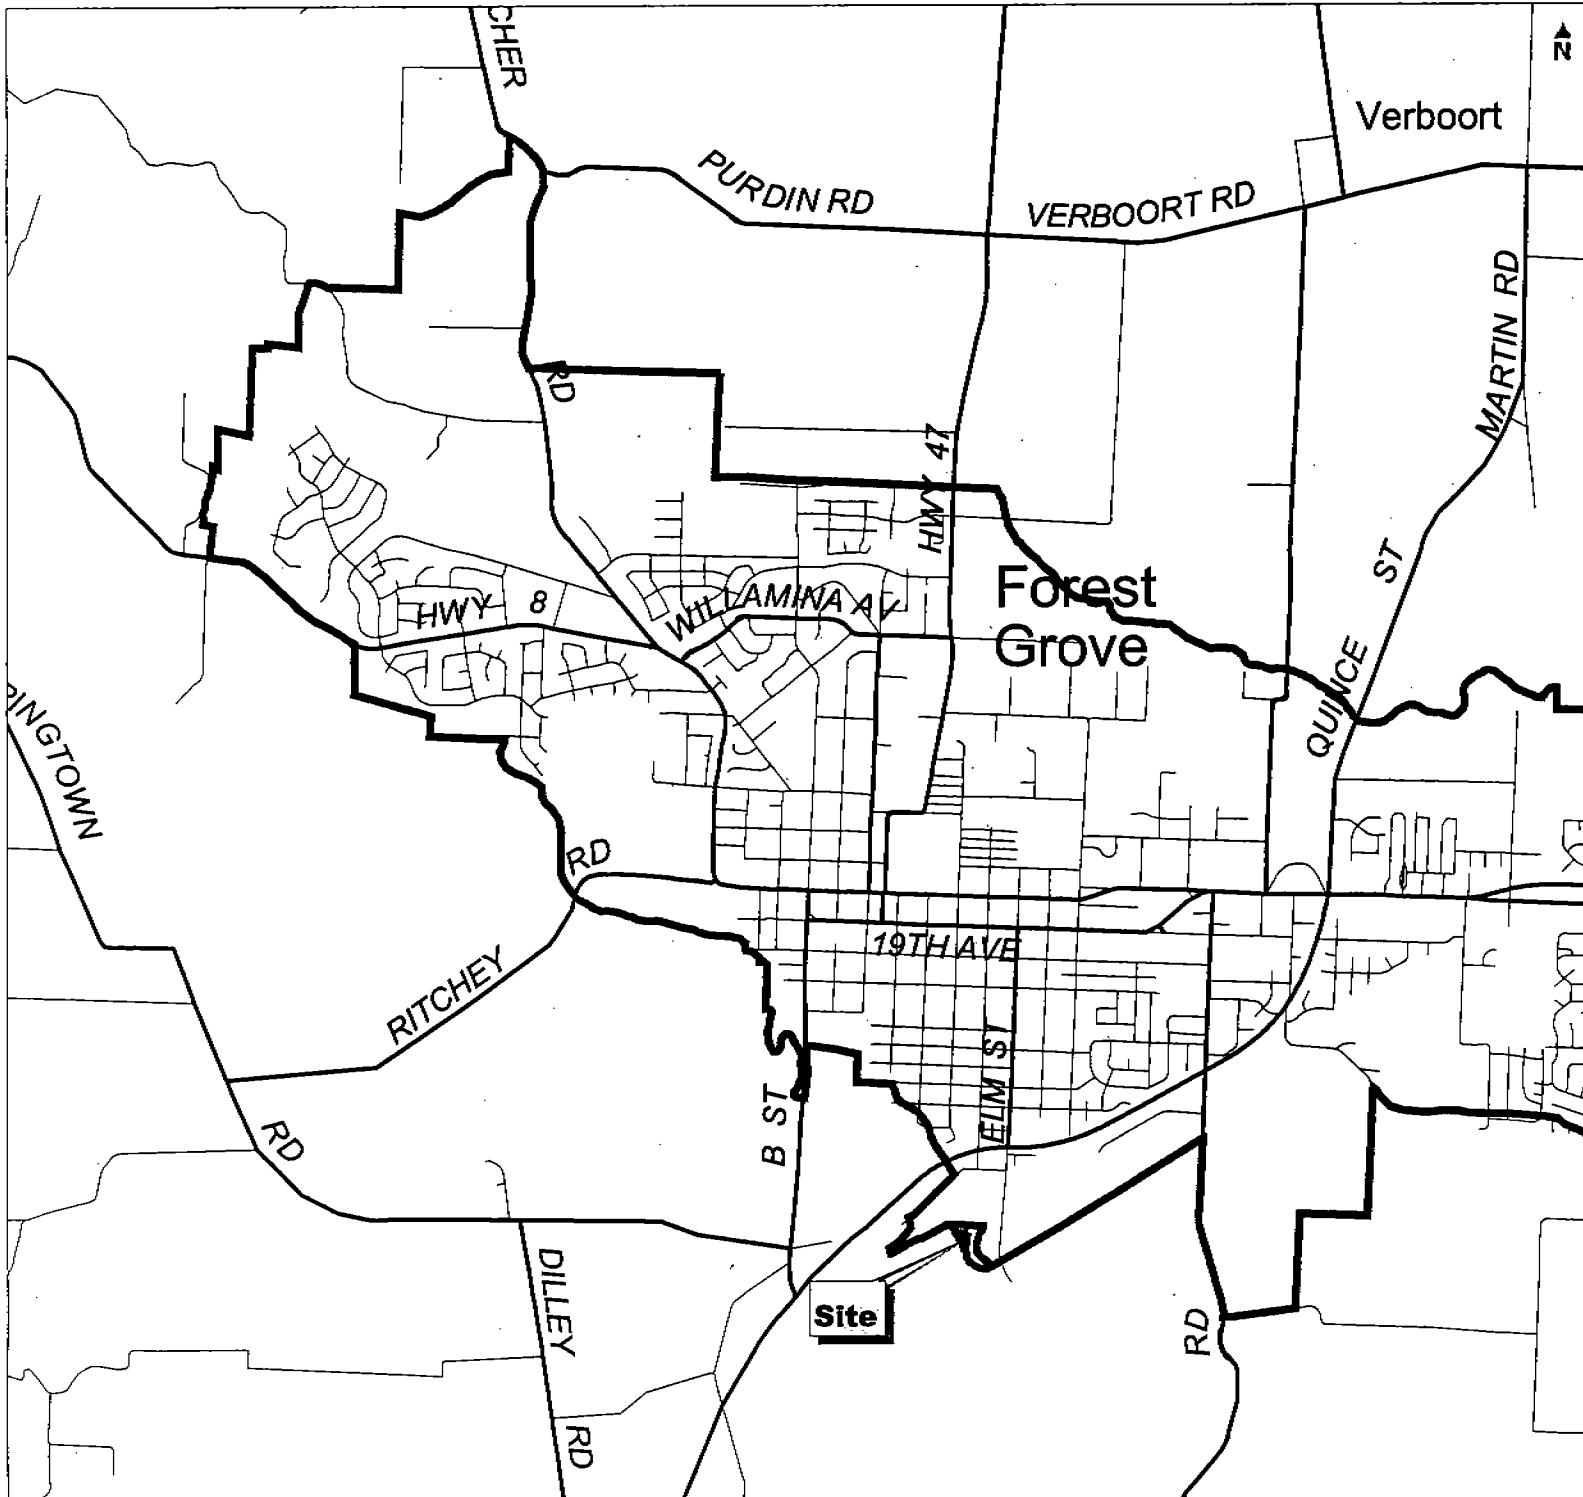 CHER
N
Verboort
PURDIN RD
VERBOORT RD
MARTIN RD
RD
HWY 47
ST
Forest
Grove
WILLAMINA AV
HWY 8
QUINCE
PINGTOWN
RD
19TH AVE
RITCHEY
ELM ST
B ST
RD
DILLEY
Site
RD
RD